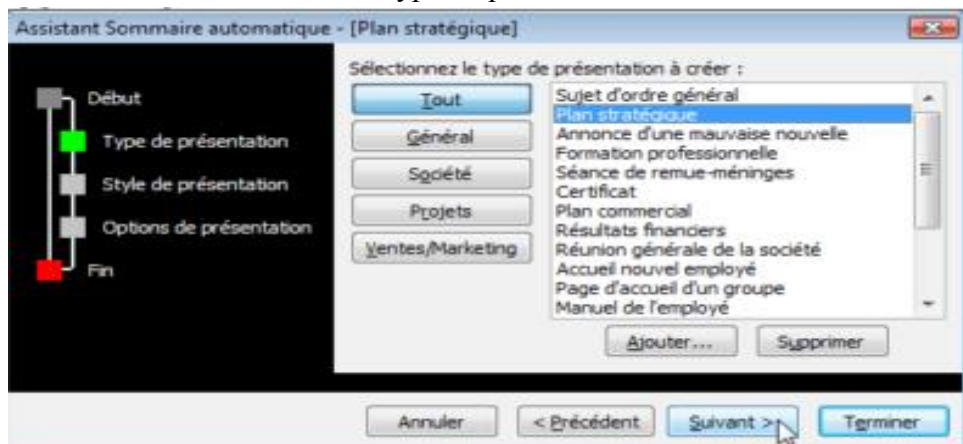 Assistant Sommaire automatique - [Plan stratégique]
Début
Type de présentation
Style de présentation
Options de présentation
Fin
Sélectionnez le type de présentation à créer :
Tout
Général
Société
Projets
Ventes/Marketing
Sujet d'ordre général
Plan stratégique
Annonce d'une mauvaise nouvelle
Formation professionnelle
Séance de remue-méninges
Certificat
Plan commercial
Résultats financiers
Réunion générale de la société
Accueil nouvel employé
Page d'accueil d'un groupe
Manuel de l'employé
Ajouter...
Supprimer
Annuler
< Précédent
Suivant >
Terminer